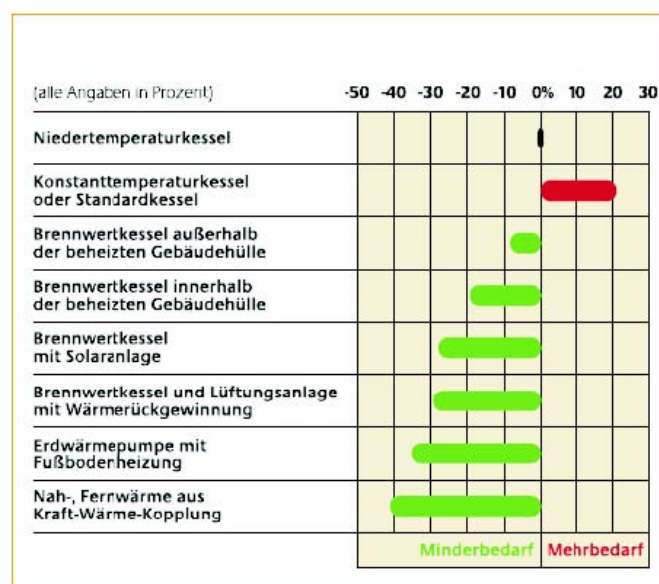 (alle Angaben in Prozent) -50 -40 -30 -20 -10 0% 10 20 30
Niedertemperaturkessel
Konstanttemperaturkessel
oder Standardkessel
Brennwertkessel außerhalb
der beheizten Gebäudehülle
Brennwertkessel innerhalb
der beheizten Gebäudehülle
Brennwertkessel
mit Solaranlage
Brennwertkessel und Lüftungsanlage
mit Wärmerückgewinnung
Erdwärmepumpe mit
Fußbodenheizung
Nah-, Fernwärme aus
Kraft-Wärme-Kopplung
Minderbedarf Mehrbedarf